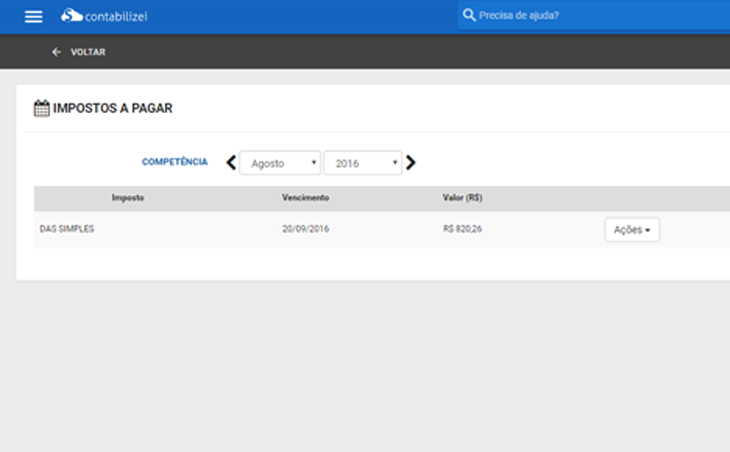 contabilizei
Precisa de ajuda?
VOLTAR
IMPOSTOS A PAGAR
COMPETÊNCIA Agosto 2016
Imposto Vencimento Valor (R$)
DAS SIMPLES 20/09/2016 R$ 820,26 Ações